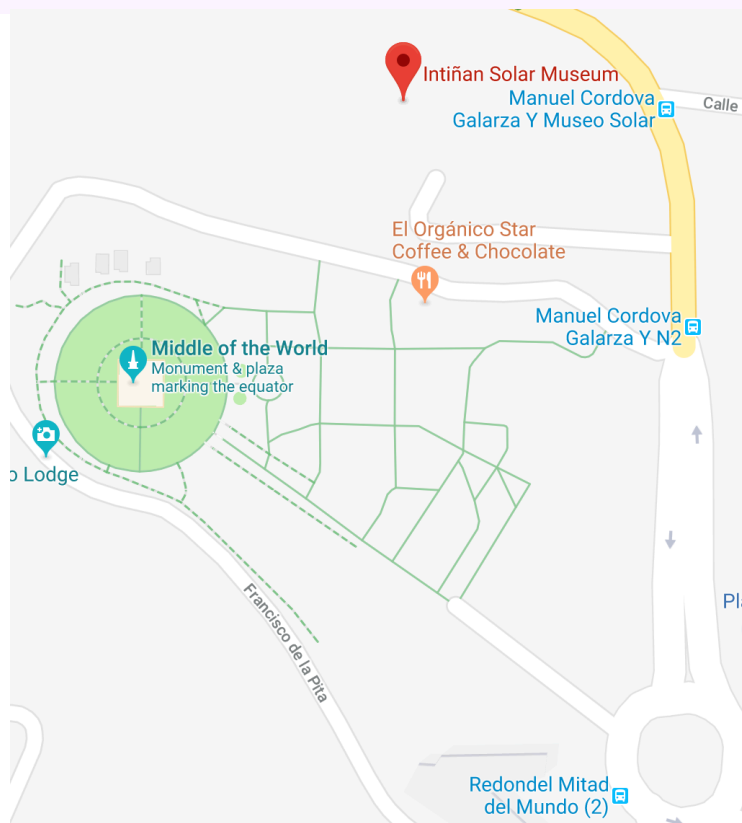 Intiñan Solar Museum
Manuel Cordova
Galarza Y Museo Solar
Calle
El Orgánico Star
Coffee & Chocolate
Manuel Cordova
Galarza Y N2
Middle of the World
Monument & plaza
marking the equator
o Lodge
Francisco de la Pita
Pla
Redondel Mitad
del Mundo (2)